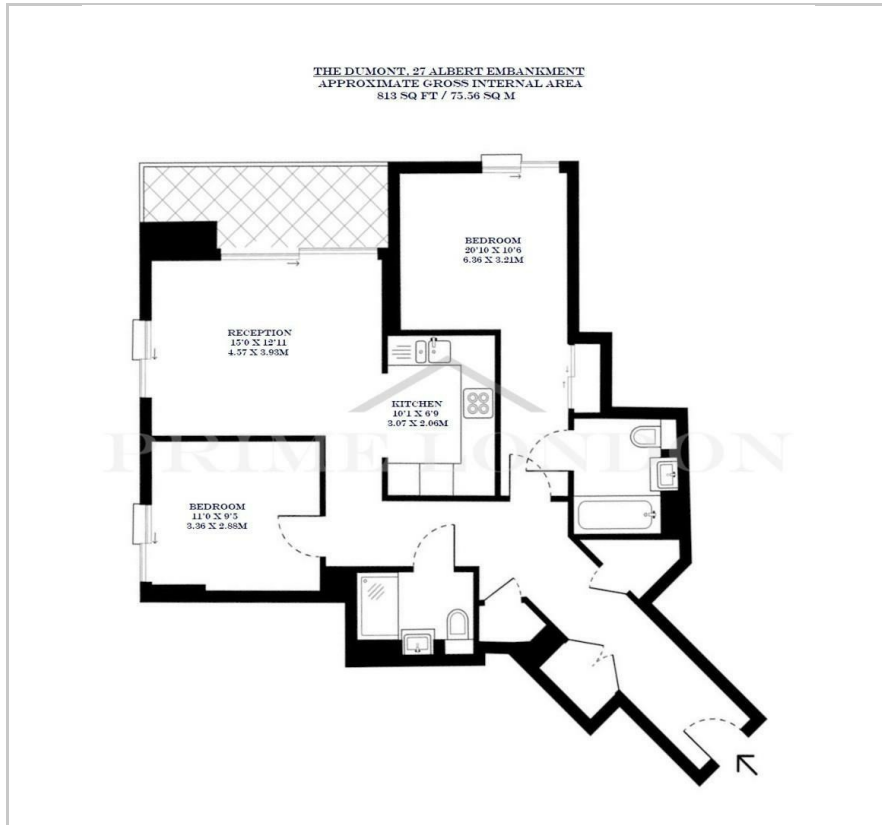 THE DUMONT, 27 ALBERT EMBANKMENT
APPROXIMATE GROSS INTERNAL AREA
813 SQ FT / 75.56 SQ M
BEDROOM
20'10 X 10'6
6.36 X 3.21M
RECEPTION
15'0 X 12'11
4.57 X 3.93M
KITCHEN
10'1 X 6'9
3.07 X 2.06M
PRIME LONDON
BEDROOM
11'0 X 9'5
3.36 X 2.88M